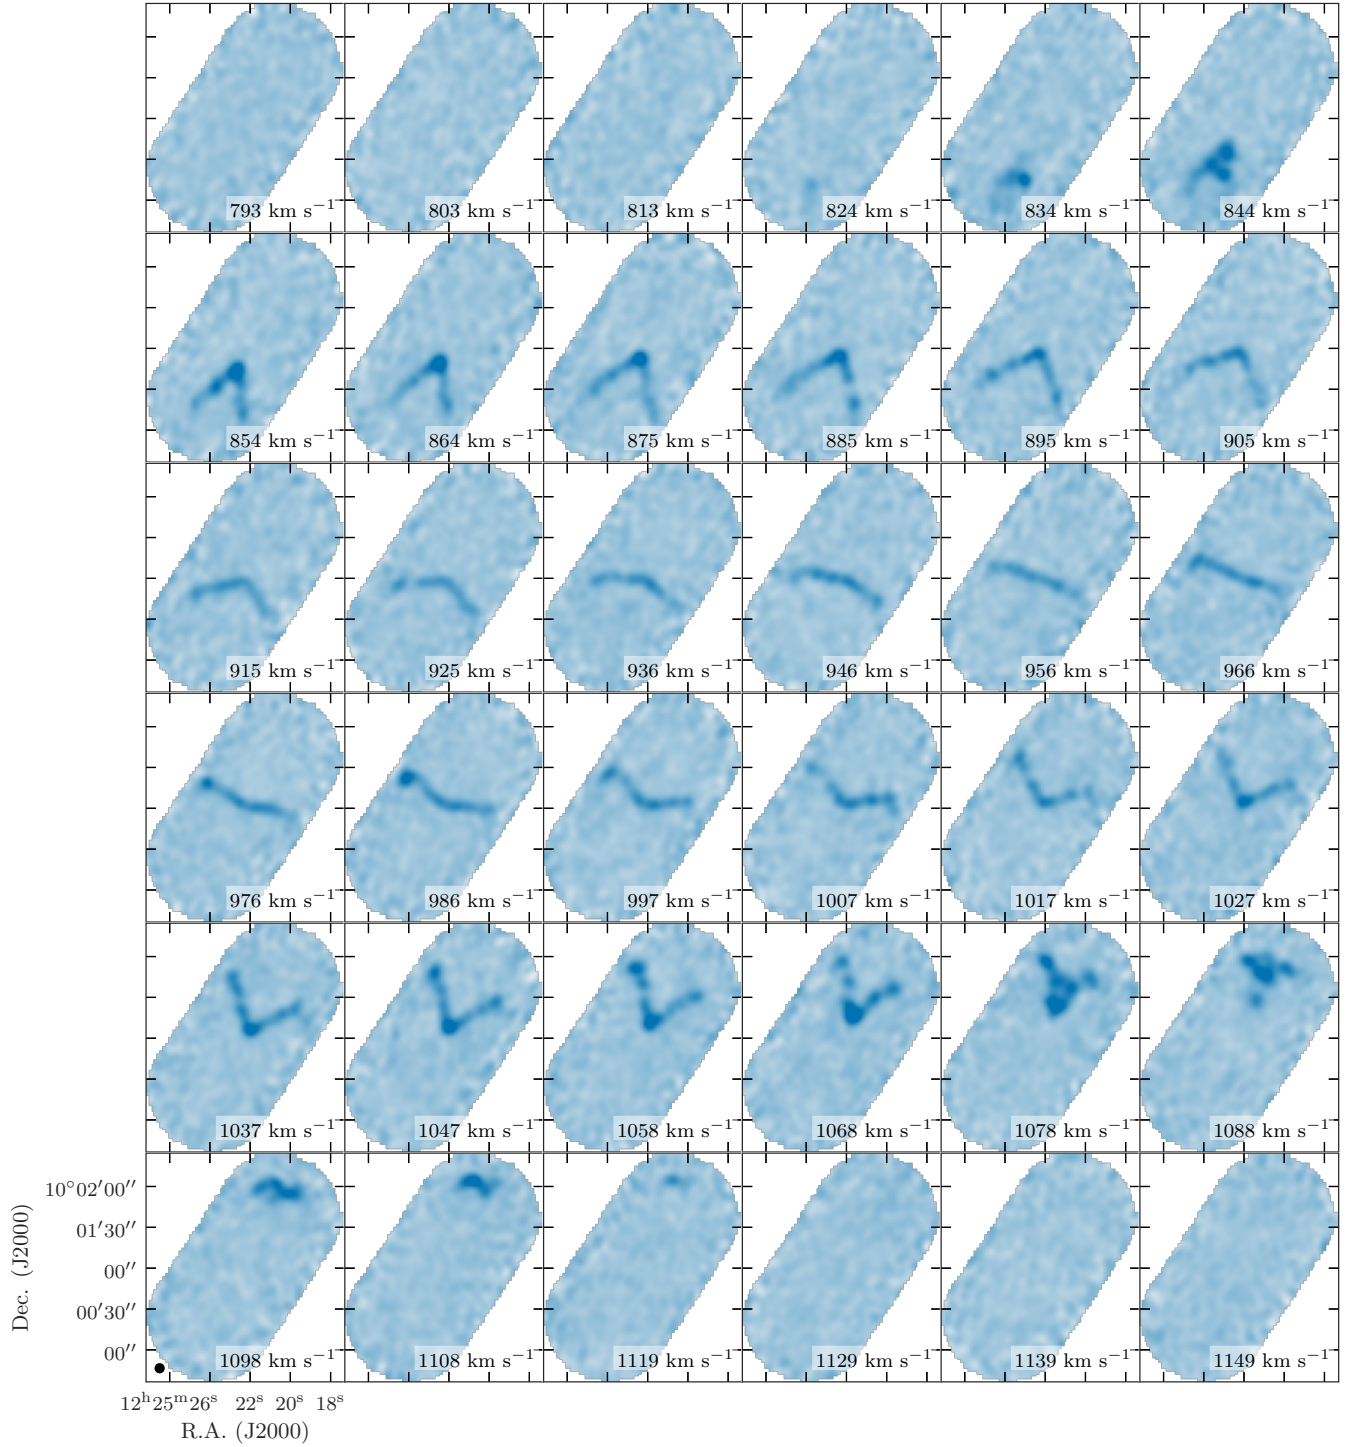 793 km s⁻¹ 803 km s⁻¹ 813 km s⁻¹ 824 km s⁻¹ 834 km s⁻¹ 844 km s⁻¹
854 km s⁻¹ 864 km s⁻¹ 875 km s⁻¹ 885 km s⁻¹ 895 km s⁻¹ 905 km s⁻¹
915 km s⁻¹ 925 km s⁻¹ 936 km s⁻¹ 946 km s⁻¹ 956 km s⁻¹ 966 km s⁻¹
976 km s⁻¹ 986 km s⁻¹ 997 km s⁻¹ 1007 km s⁻¹ 1017 km s⁻¹ 1027 km s⁻¹
1037 km s⁻¹ 1047 km s⁻¹ 1058 km s⁻¹ 1068 km s⁻¹ 1078 km s⁻¹ 1088 km s⁻¹
10°02′00″
01′30″
00″
00′30″
00″
Dec. (J2000)
1098 km s⁻¹ 1108 km s⁻¹ 1119 km s⁻¹ 1129 km s⁻¹ 1139 km s⁻¹ 1149 km s⁻¹
12ʰ25ᵐ26ˢ 22ˢ 20ˢ 18ˢ
R.A. (J2000)